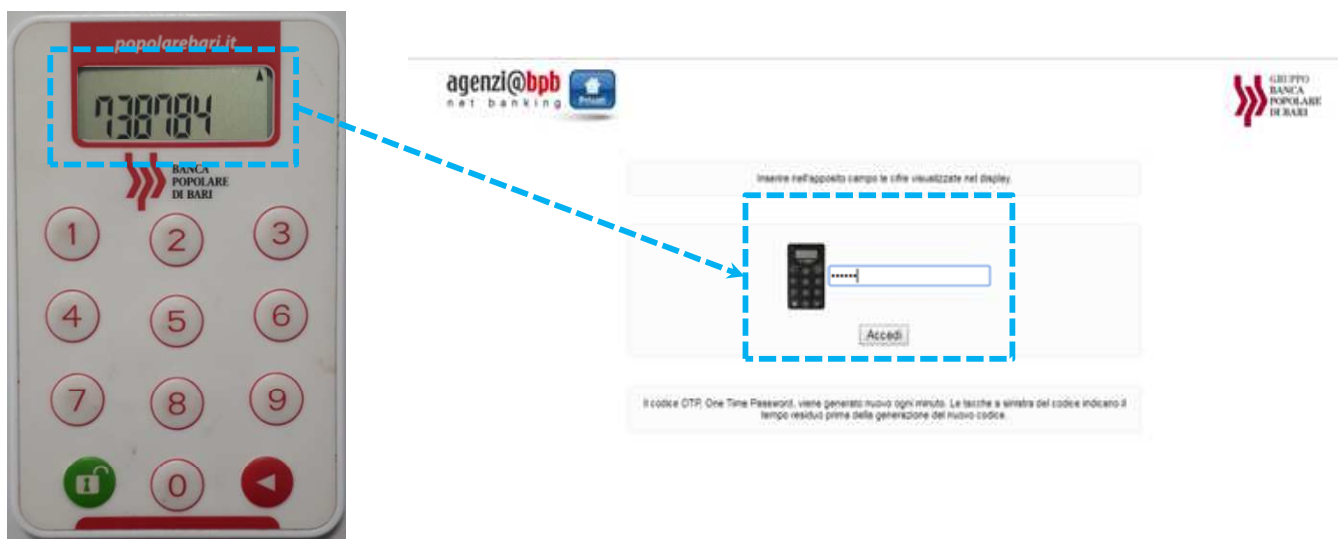 popolarebari.it
738784
BANCA
POPOLARE
DI BARI
1
2
3
4
5
6
7
8
9
0
agenzi@bpb
net banking
Privati
GRUPPO
BANCA
POPOLARE
DI BARI
Inserire nell'apposito campo le cifre visualizzate nel display.
Accedi
Il codice OTP, One Time Password, viene generato nuovo ogni minuto. Le tacche a sinistra del codice indicano il
tempo residuo prima della generazione del nuovo codice.